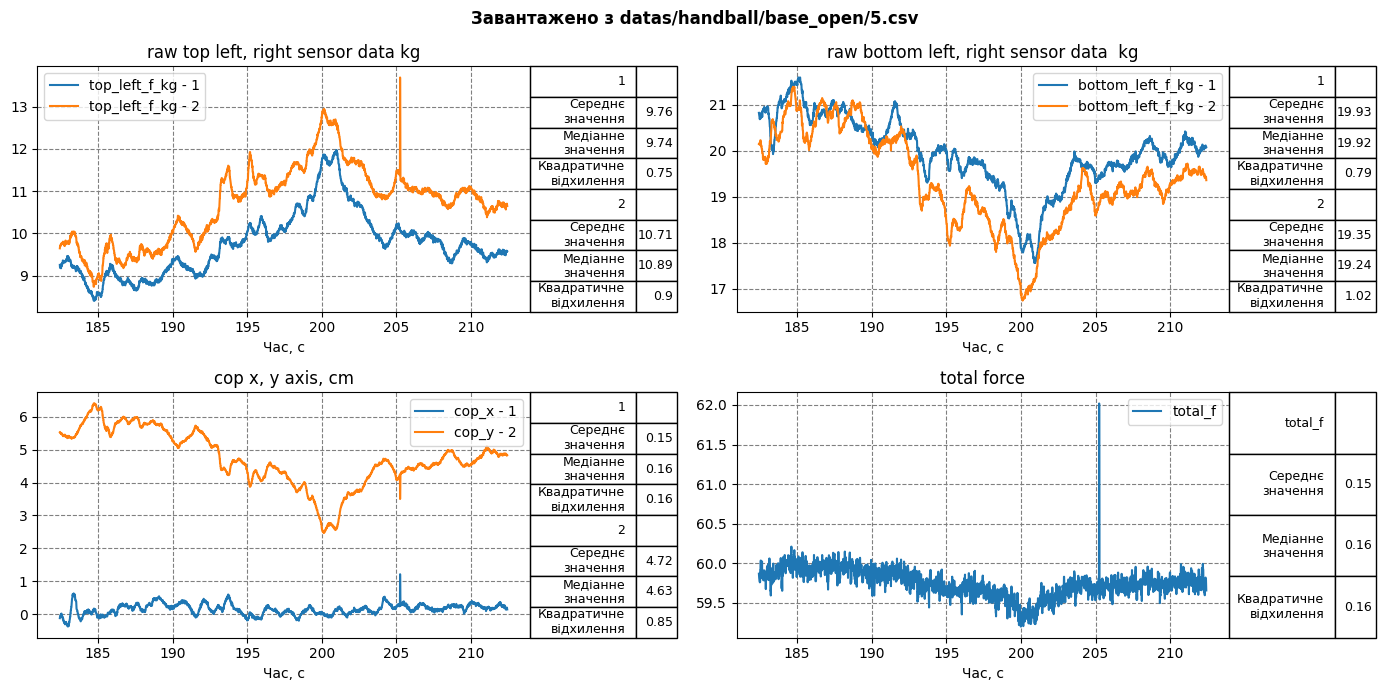 Завантажено з datas/handball/base_open/5.csv
raw top left, right sensor data kg
top_left_f_kg - 1
top_left_f_kg - 2
13
12
11
10
9
185 190 195 200 205 210
Час, с
1
Середнє значення 9.76
Медіанне значення 9.74
Квадратичне відхилення 0.75
2
Середнє значення 10.71
Медіанне значення 10.89
Квадратичне відхилення 0.9
raw bottom left, right sensor data  kg
bottom_left_f_kg - 1
bottom_left_f_kg - 2
21
20
19
18
17
185 190 195 200 205 210
Час, с
1
Середнє значення 19.93
Медіанне значення 19.92
Квадратичне відхилення 0.79
2
Середнє значення 19.35
Медіанне значення 19.24
Квадратичне відхилення 1.02
cop x, y axis, cm
cop_x - 1
cop_y - 2
6
5
4
3
2
1
0
185 190 195 200 205 210
Час, с
1
Середнє значення 0.15
Медіанне значення 0.16
Квадратичне відхилення 0.16
2
Середнє значення 4.72
Медіанне значення 4.63
Квадратичне відхилення 0.85
total force
total_f
62.0
61.5
61.0
60.5
60.0
59.5
185 190 195 200 205 210
Час, с
total_f
Середнє значення 0.15
Медіанне значення 0.16
Квадратичне відхилення 0.16